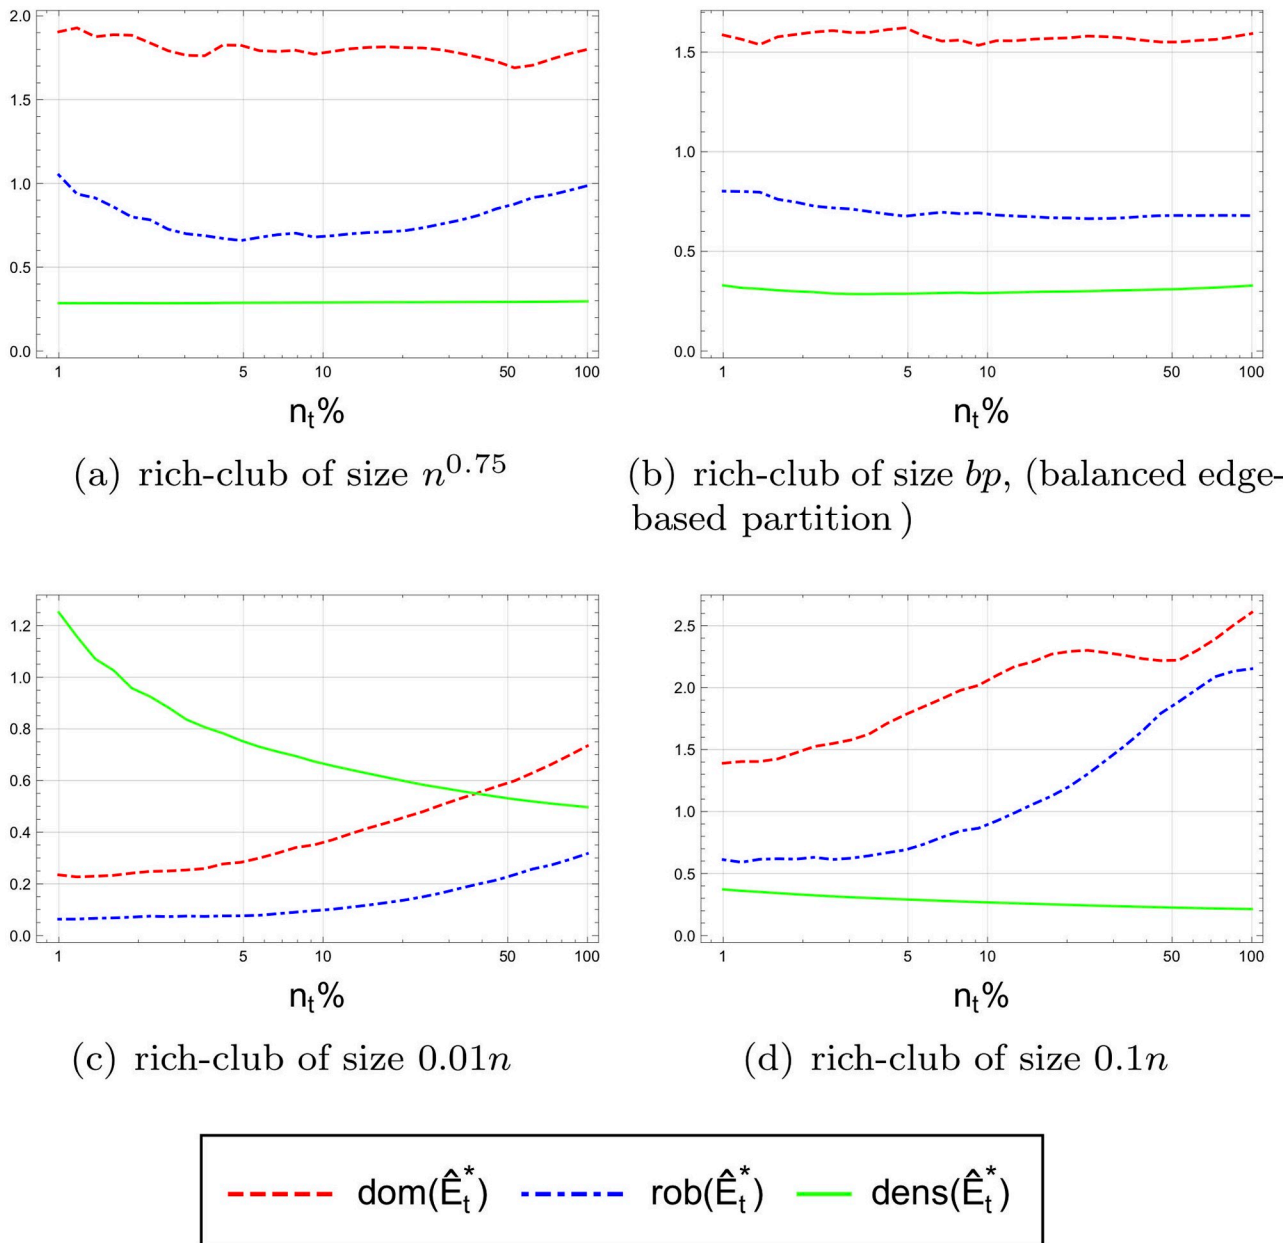 2.0
1.5
1.0
0.5
0.0
1 5 10 50 100
n_t%
(a) rich-club of size n^0.75
1.5
1.0
0.5
0.0
1 5 10 50 100
n_t%
(b) rich-club of size bp, (balanced edge-
based partition )
1.2
1.0
0.8
0.6
0.4
0.2
0.0
1 5 10 50 100
n_t%
(c) rich-club of size 0.01n
2.5
2.0
1.5
1.0
0.5
0.0
1 5 10 50 100
n_t%
(d) rich-club of size 0.1n
dom(Ê_t^*) rob(Ê_t^*) dens(Ê_t^*)